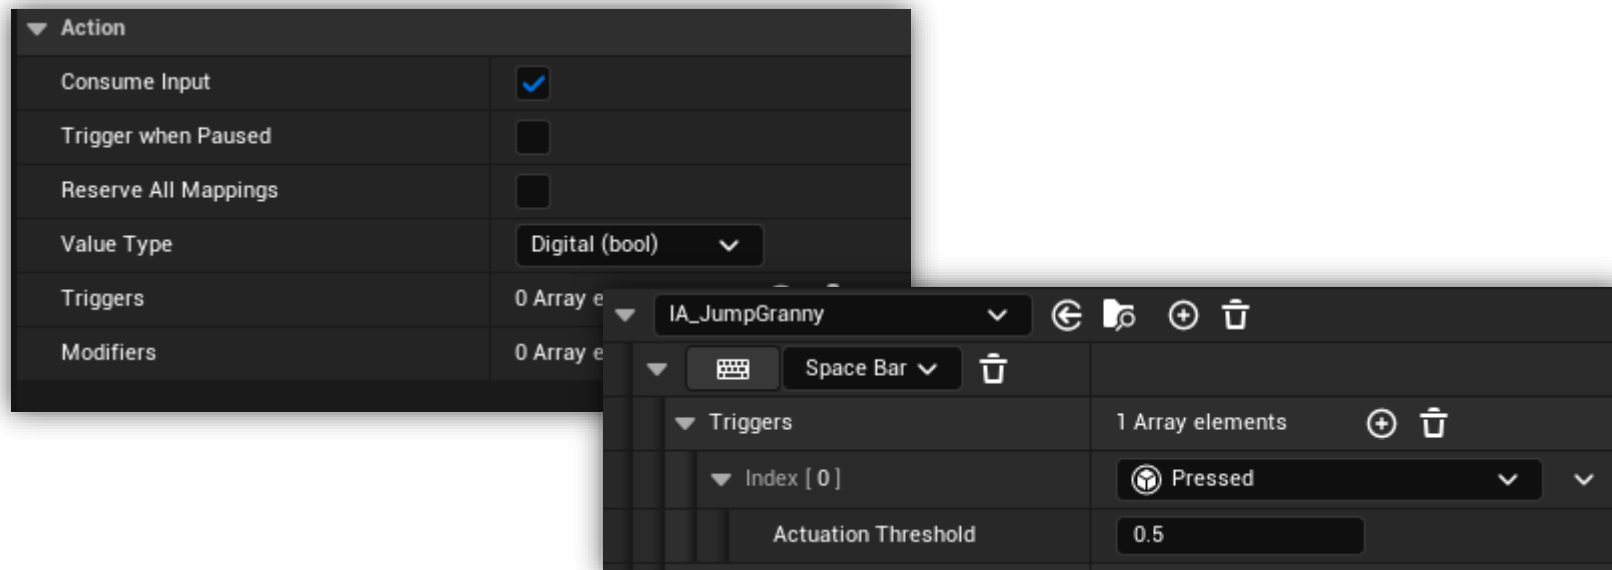 Action
Consume Input
Trigger when Paused
Reserve All Mappings
Value Type Digital (bool)
Triggers 0 Array e
Modifiers 0 Array e
IA_JumpGranny
Space Bar
Triggers 1 Array elements
Index [ 0 ] Pressed
Actuation Threshold 0.5